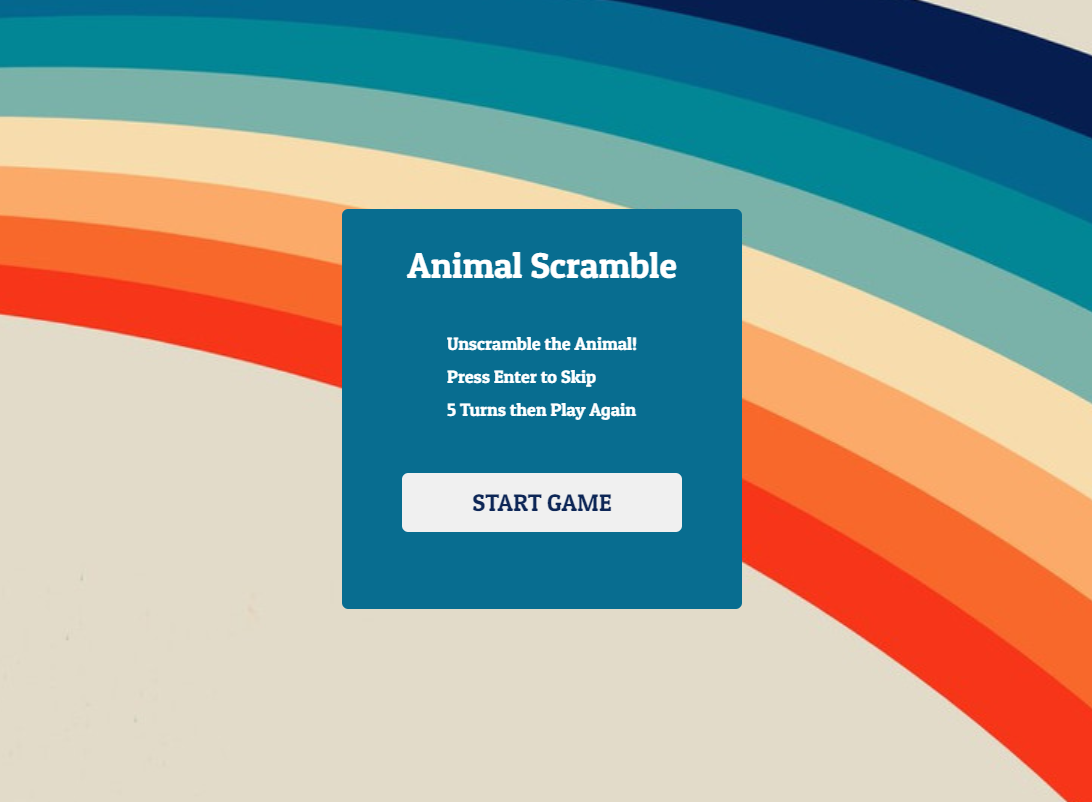 Animal Scramble
Unscramble the Animal!
Press Enter to Skip
5 Turns then Play Again
START GAME